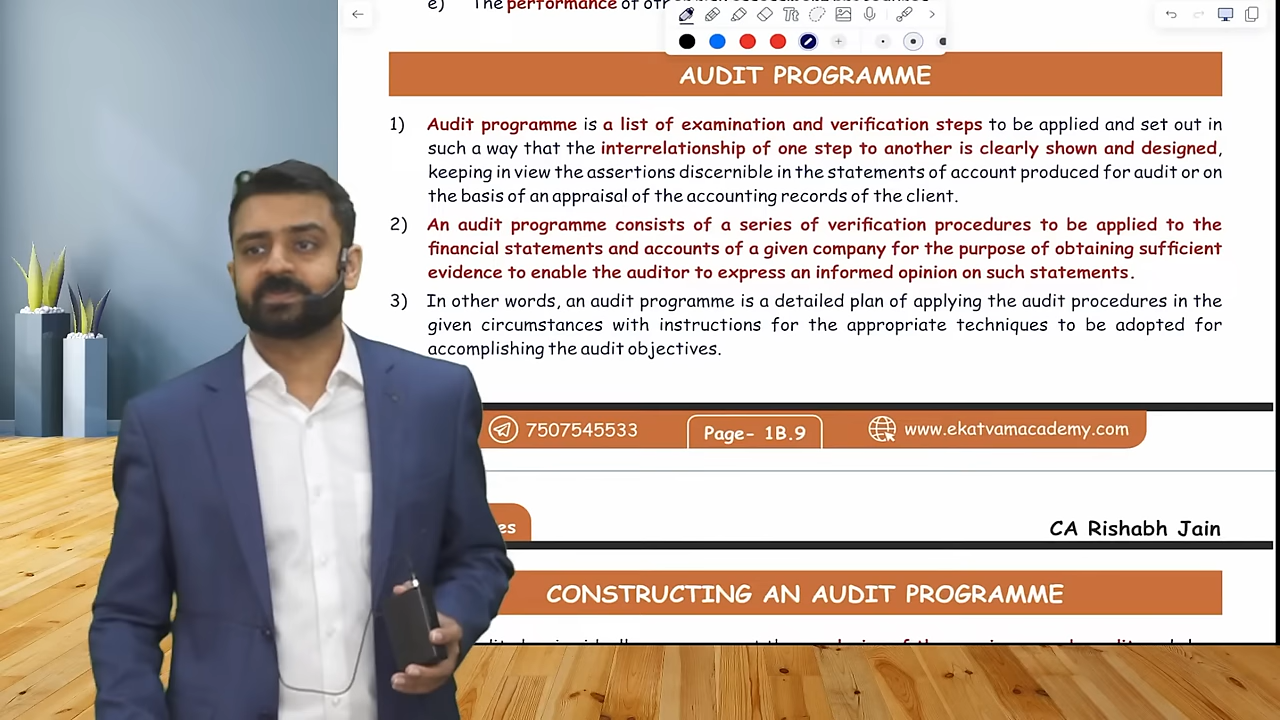 e) The performance of
AUDIT PROGRAMME
1) Audit programme is a list of examination and verification steps to be applied and set out in
such a way that the interrelationship of one step to another is clearly shown and designed,
keeping in view the assertions discernible in the statements of account produced for audit or on
the basis of an appraisal of the accounting records of the client.
2) An audit programme consists of a series of verification procedures to be applied to the
financial statements and accounts of a given company for the purpose of obtaining sufficient
evidence to enable the auditor to express an informed opinion on such statements.
3) In other words, an audit programme is a detailed plan of applying the audit procedures in the
given circumstances with instructions for the appropriate techniques to be adopted for
accomplishing the audit objectives.
7507545533 Page- 1B.9 www.ekatvamacademy.com
es CA Rishabh Jain
CONSTRUCTING AN AUDIT PROGRAMME